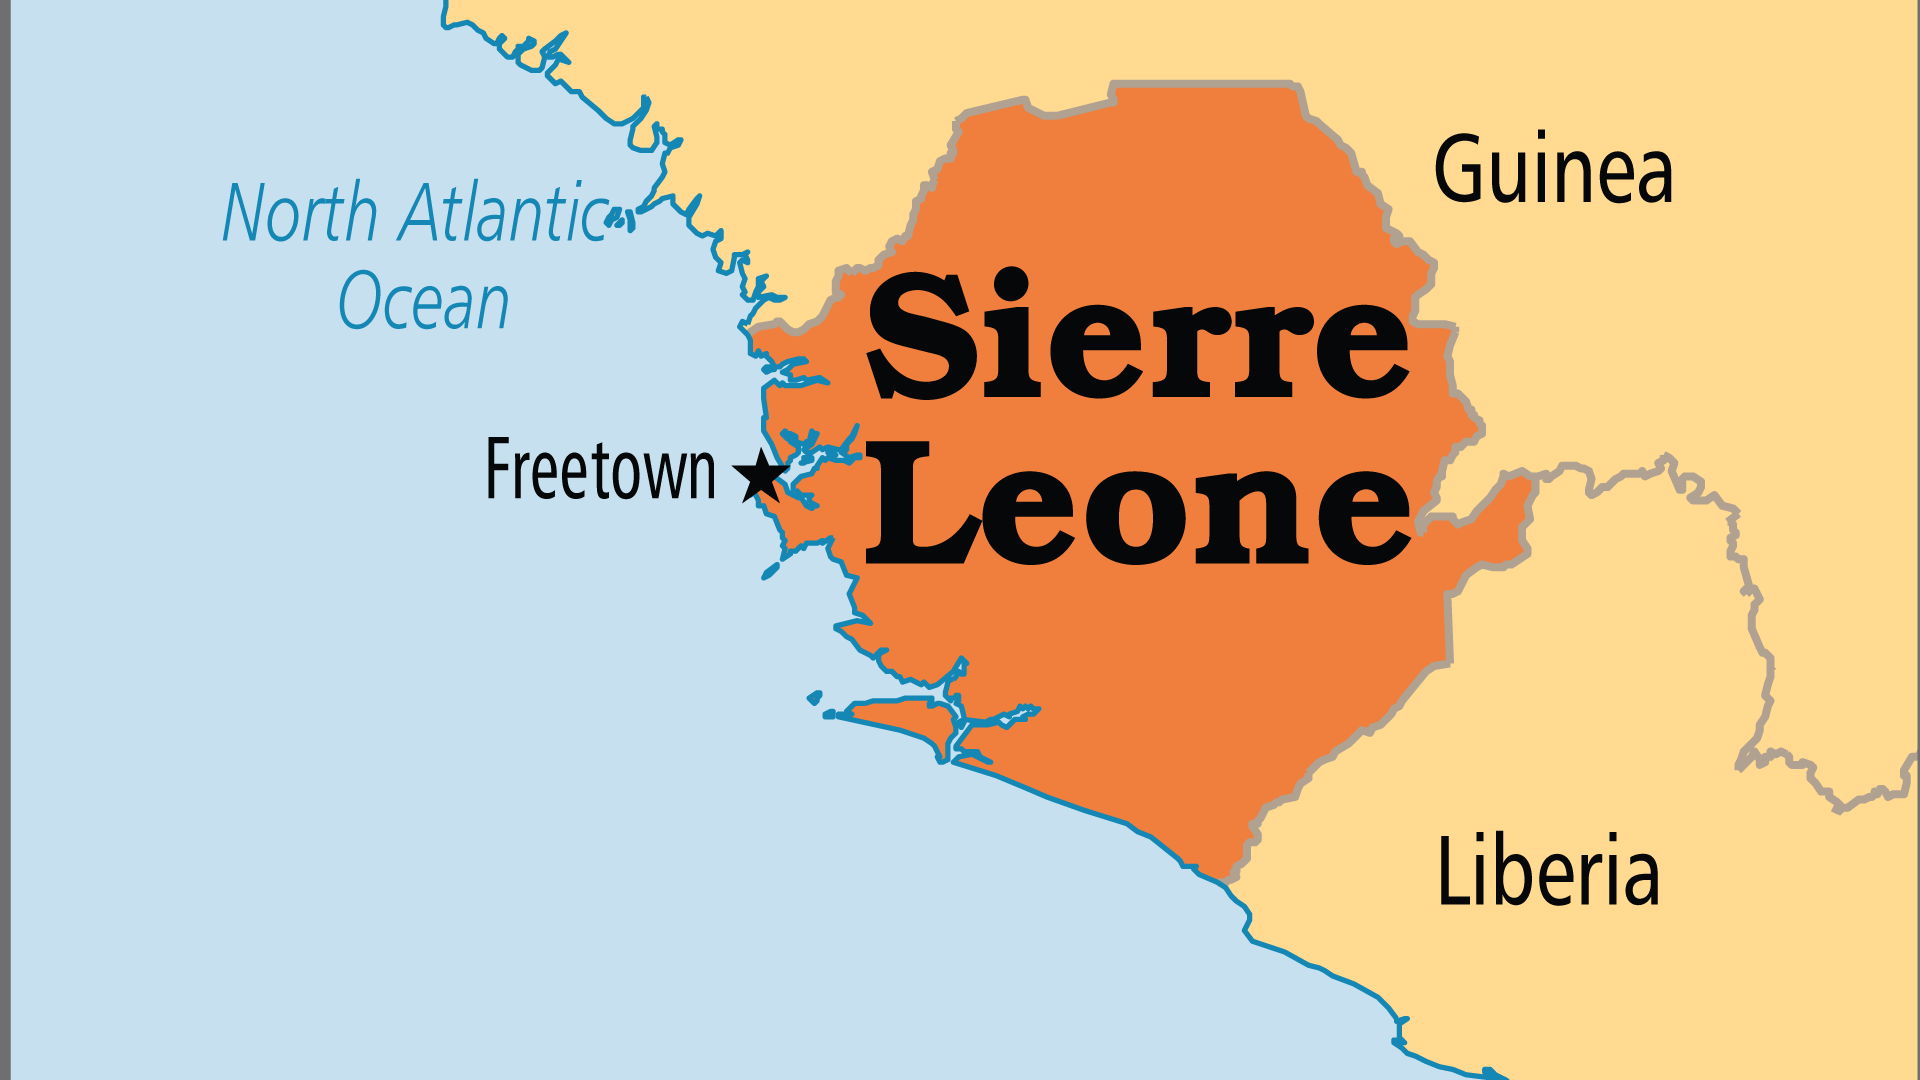 Guinea
North Atlantic
Ocean
Sierre
Leone
Freetown
Liberia